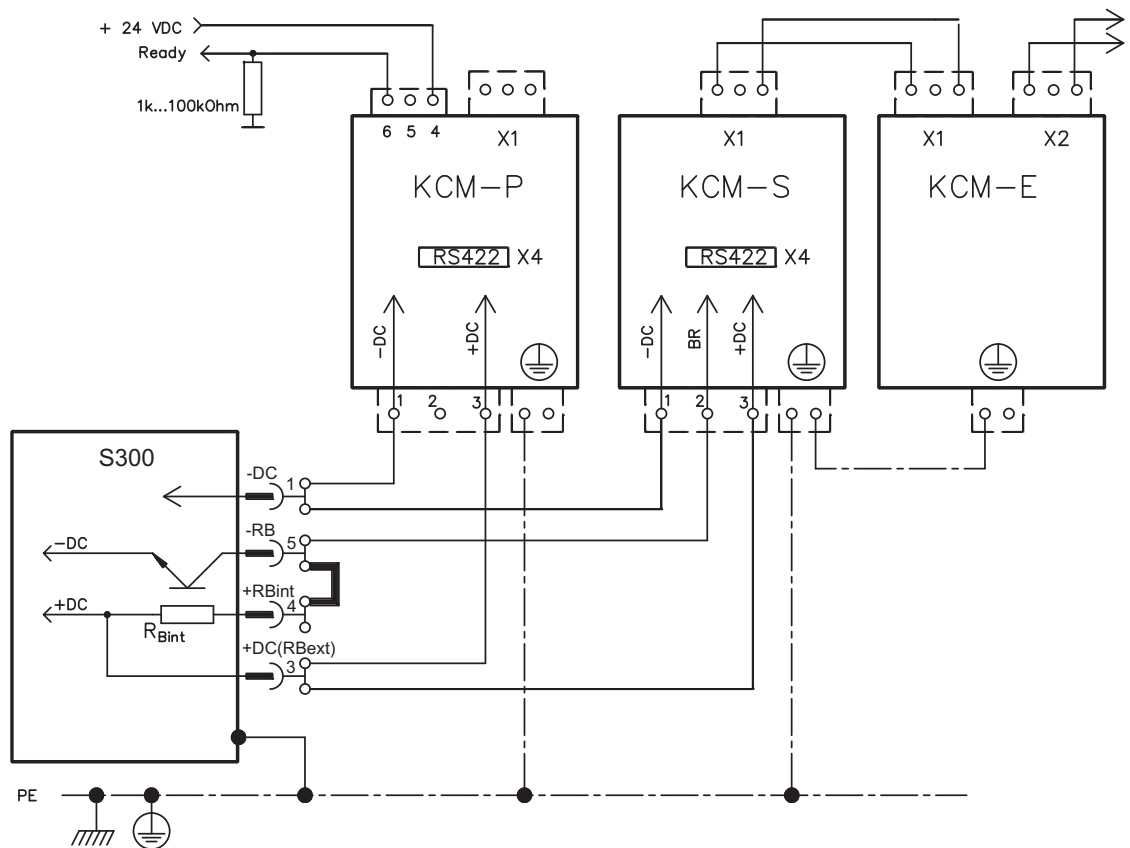 + 24 VDC
Ready
1k...100kOhm
6 5 4
X1
KCM-P
RS422 X4
-DC
+DC
1 2 3
X1
KCM-S
RS422 X4
-DC
BR
+DC
1 2 3
X1 X2
KCM-E
S300
-DC
1
-RB
-DC
5
+RBint
+DC
4
RBint
+DC(RBext)
3
PE